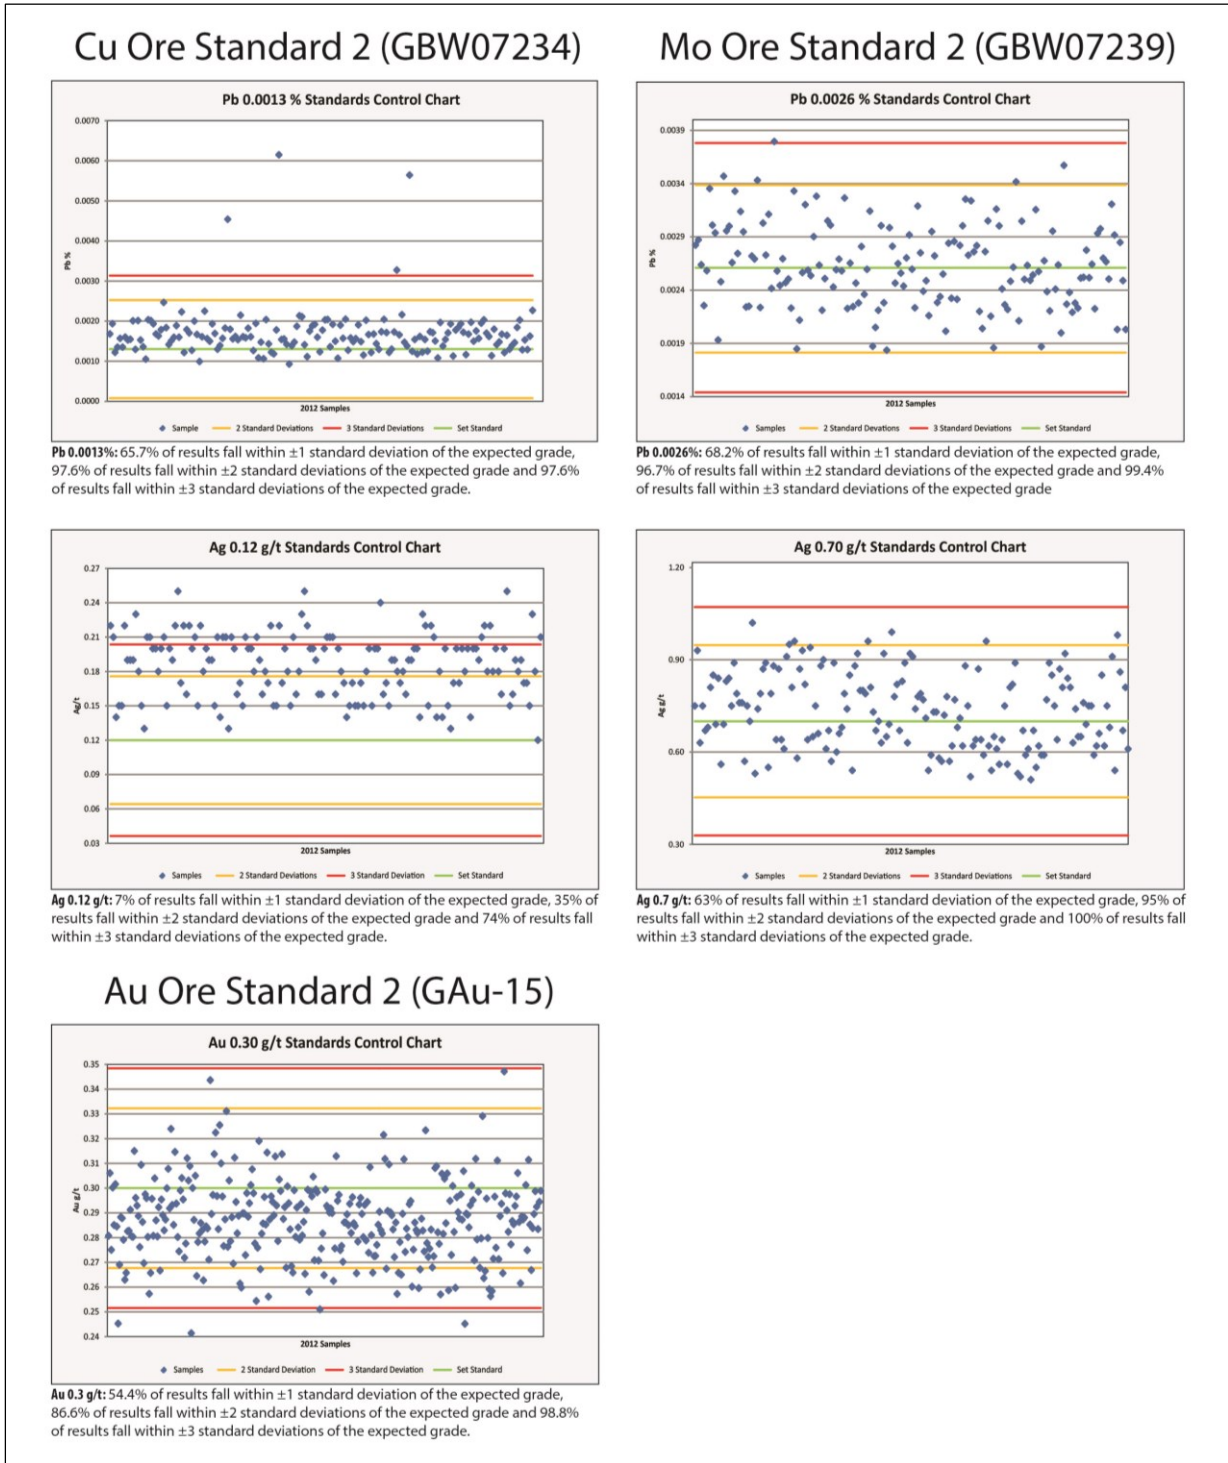 Cu Ore Standard 2 (GBW07234)
Pb 0.0013 % Standards Control Chart
0.0070
0.0060
0.0050
0.0040
0.0030
0.0020
0.0010
0.0000
Pb %
2012 Samples
Sample 2 Standard Deviations 3 Standard Deviations Set Standard
Pb 0.0013%: 65.7% of results fall within ±1 standard deviation of the expected grade,
97.6% of results fall within ±2 standard deviations of the expected grade and 97.6%
of results fall within ±3 standard deviations of the expected grade.
Mo Ore Standard 2 (GBW07239)
Pb 0.0026 % Standards Control Chart
0.0039
0.0034
0.0029
0.0024
0.0019
0.0014
Pb %
2012 Samples
Samples 2 Standard Deviations 3 Standard Deviations Set Standard
Pb 0.0026%: 68.2% of results fall within ±1 standard deviation of the expected grade,
96.7% of results fall within ±2 standard deviations of the expected grade and 99.4%
of results fall within ±3 standard deviations of the expected grade
Ag 0.12 g/t Standards Control Chart
0.27
0.24
0.21
0.18
0.15
0.12
0.09
0.06
0.03
Ag/t
2012 Samples
Samples 2 Standard Deviations 3 Standard Deviation Set Standard
Ag 0.12 g/t: 7% of results fall within ±1 standard deviation of the expected grade, 35% of
results fall within ±2 standard deviations of the expected grade and 74% of results fall
within ±3 standard deviations of the expected grade.
Ag 0.70 g/t Standards Control Chart
1.20
0.90
0.60
0.30
Ag g/t
2012 Samples
Samples 2 Standard Deviations 3 Standard Deviations Set Standard
Ag 0.7 g/t: 63% of results fall within ±1 standard deviation of the expected grade, 95% of
results fall within ±2 standard deviations of the expected grade and 100% of results fall
within ±3 standard deviations of the expected grade.
Au Ore Standard 2 (GAu-15)
Au 0.30 g/t Standards Control Chart
0.35
0.34
0.33
0.32
0.31
0.30
0.29
0.28
0.27
0.26
0.25
0.24
Au g/t
2012 Samples
Samples 2 Standard Deviation 3 Standard Deviation Set Standard
Au 0.3 g/t: 54.4% of results fall within ±1 standard deviation of the expected grade,
86.6% of results fall within ±2 standard deviations of the expected grade and 98.8%
of results fall within ±3 standard deviations of the expected grade.